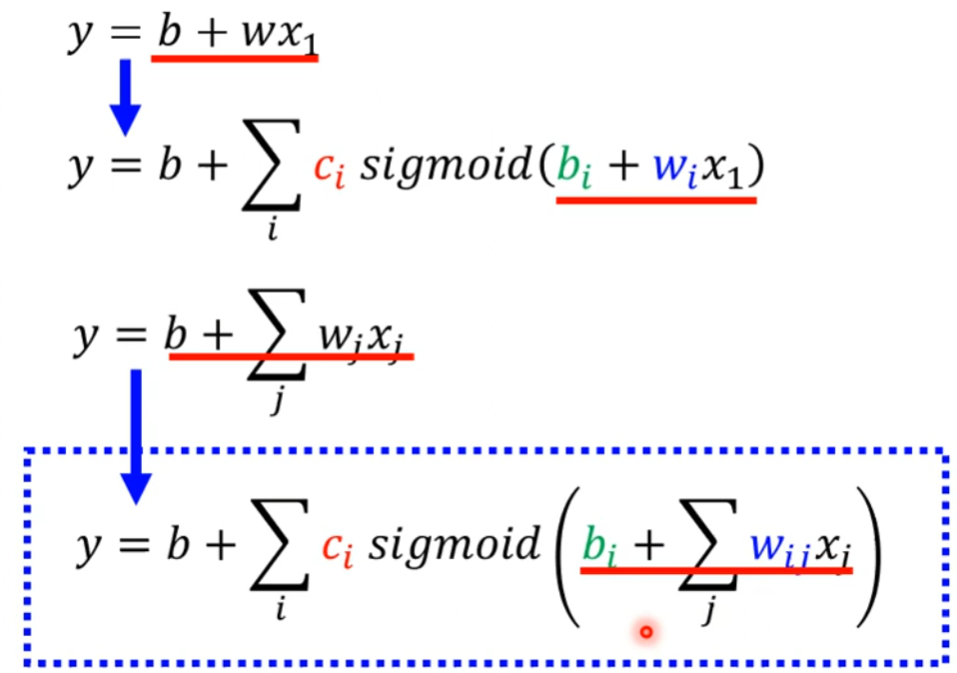 y = b + wx₁
y = b + ∑ᵢ cᵢ sigmoid(bᵢ + wᵢx₁)
y = b + ∑ⱼ wⱼxⱼ
y = b + ∑ᵢ cᵢ sigmoid(bᵢ + ∑ⱼ wᵢⱼxⱼ)